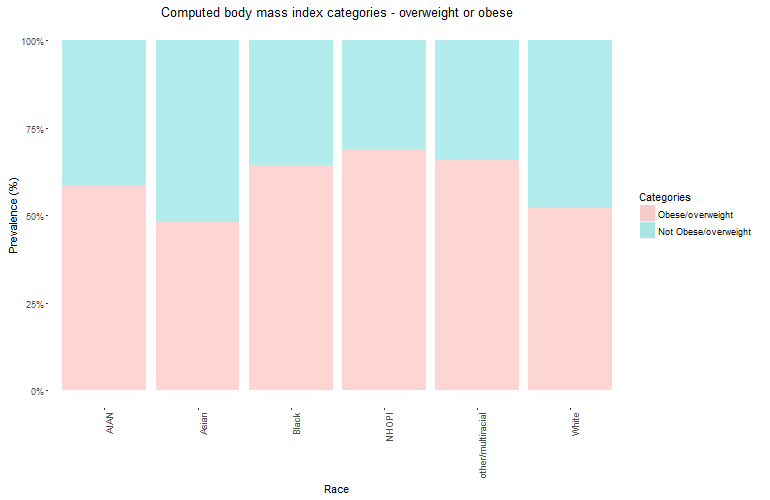 Computed body mass index categories - overweight or obese
100%
75%
50%
25%
0%
Prevalence (%)
AIAN
Asian
Black
NHOPI
other/multiracial
White
Race
Categories
Obese/overweight
Not Obese/overweight